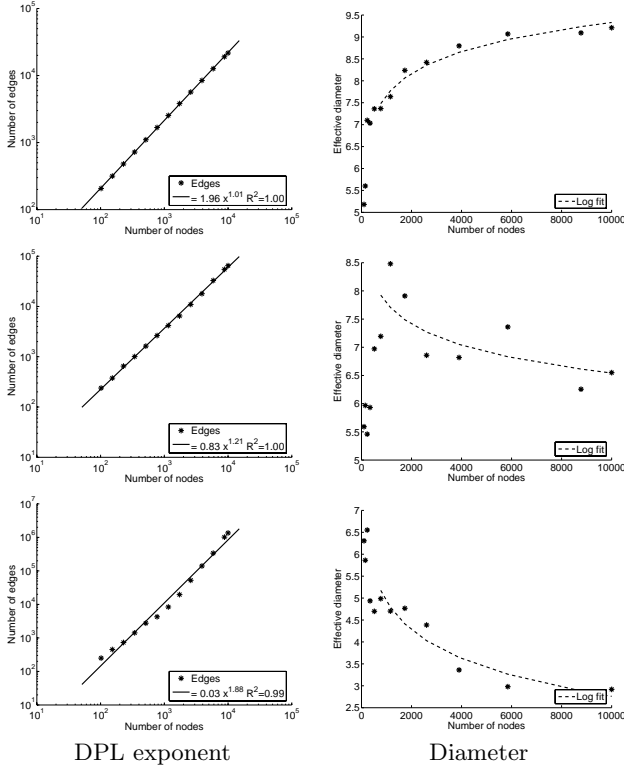 10^5
10^4
10^3
10^2
10^1 10^2 10^3 10^4 10^5
Number of edges
Number of nodes
Edges
= 1.96 x^1.01 R^2=1.00
9.5
9
8.5
8
7.5
7
6.5
6
5.5
5
0 2000 4000 6000 8000 10000
Effective diameter
Number of nodes
Log fit
10^5
10^4
10^3
10^2
10^1
10^1 10^2 10^3 10^4 10^5
Number of edges
Number of nodes
Edges
= 0.83 x^1.21 R^2=1.00
8.5
8
7.5
7
6.5
6
5.5
5
0 2000 4000 6000 8000 10000
Effective diameter
Number of nodes
Log fit
10^7
10^6
10^5
10^4
10^3
10^2
10^1
10^1 10^2 10^3 10^4 10^5
Number of edges
Number of nodes
Edges
= 0.03 x^1.88 R^2=0.99
7
6.5
6
5.5
5
4.5
4
3.5
3
2.5
0 2000 4000 6000 8000 10000
Effective diameter
Number of nodes
Log fit
DPL exponent
Diameter